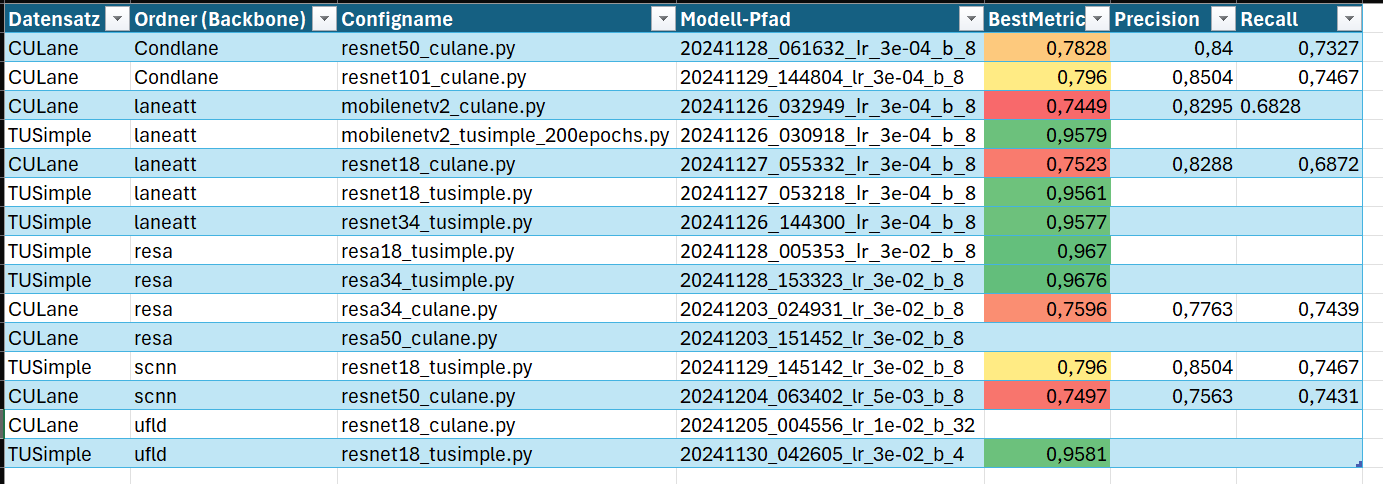 Datensatz Ordner (Backbone) Configname Modell-Pfad BestMetric Precision Recall
CULane Condlane resnet50_culane.py 20241128_061632_lr_3e-04_b_8 0,7828 0,84 0,7327
CULane Condlane resnet101_culane.py 20241129_144804_lr_3e-04_b_8 0,796 0,8504 0,7467
CULane laneatt mobilenetv2_culane.py 20241126_032949_lr_3e-04_b_8 0,7449 0,8295 0.6828
TUSimple laneatt mobilenetv2_tusimple_200epochs.py 20241126_030918_lr_3e-04_b_8 0,9579
CULane laneatt resnet18_culane.py 20241127_055332_lr_3e-04_b_8 0,7523 0,8288 0,6872
TUSimple laneatt resnet18_tusimple.py 20241127_053218_lr_3e-04_b_8 0,9561
TUSimple laneatt resnet34_tusimple.py 20241126_144300_lr_3e-04_b_8 0,9577
TUSimple resa resa18_tusimple.py 20241128_005353_lr_3e-02_b_8 0,967
TUSimple resa resa34_tusimple.py 20241128_153323_lr_3e-02_b_8 0,9676
CULane resa resa34_culane.py 20241203_024931_lr_3e-02_b_8 0,7596 0,7763 0,7439
CULane resa resa50_culane.py 20241203_151452_lr_3e-02_b_8
TUSimple scnn resnet18_tusimple.py 20241129_145142_lr_3e-02_b_8 0,796 0,8504 0,7467
CULane scnn resnet50_culane.py 20241204_063402_lr_5e-03_b_8 0,7497 0,7563 0,7431
CULane ufld resnet18_culane.py 20241205_004556_lr_1e-02_b_32
TUSimple ufld resnet18_tusimple.py 20241130_042605_lr_3e-02_b_4 0,9581